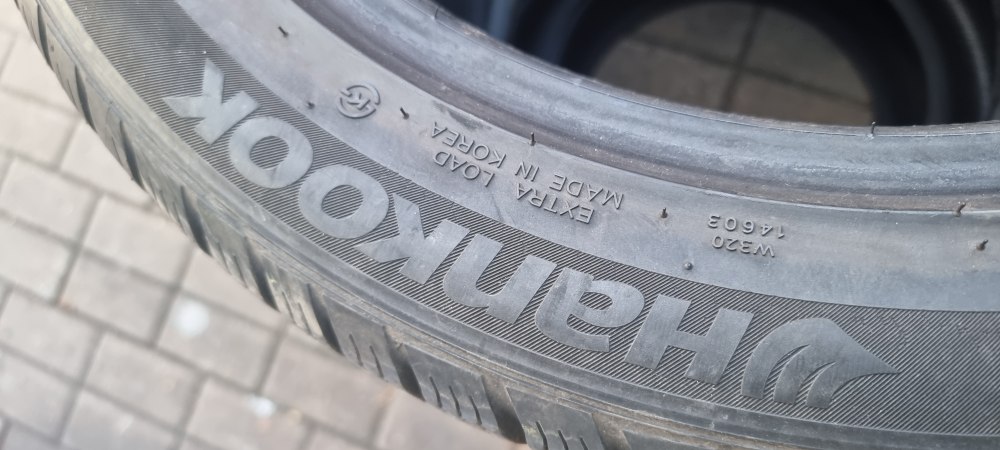 Hankook
EXTRA LOAD
MADE IN KOREA
W320
14603